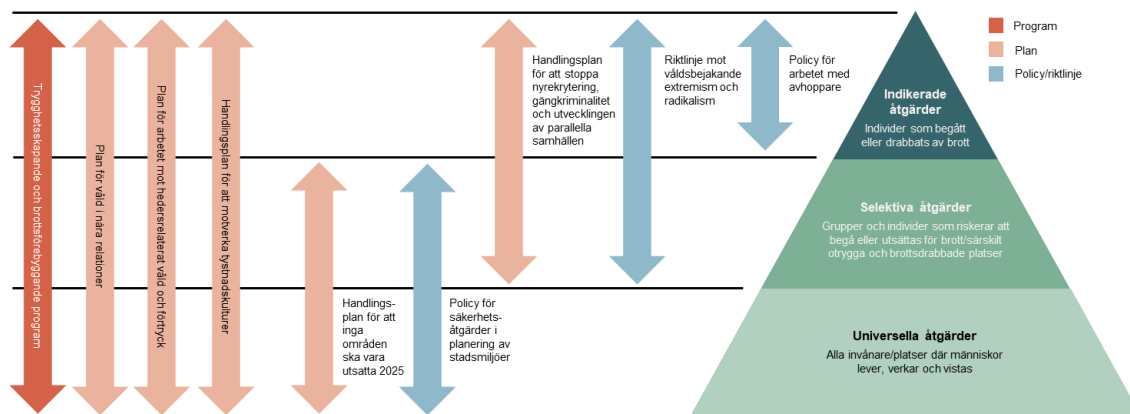 Trygghetsskapande och brottsförebyggande program
Plan för våld i nära relationer
Plan för arbetet mot hedersrelaterat våld och förtryck
Handlingsplan för att motverka tystnadskulturer
Handlings-
plan för att
inga
områden
ska vara
utsatta 2025
Policy för
säkerhets-
åtgärder i
planering av
stadsmiljöer
Handlingsplan
för att stoppa
nyrekrytering,
gängkriminalitet
och utvecklingen
av parallella
samhällen
Riktlinje mot
våldsbejakande
extremism och
radikalism
Policy för
arbetet med
avhoppare
Indikerade
åtgärder
Individer som begått
eller drabbats av brott
Selektiva åtgärder
Grupper och individer som riskerar att
begå eller utsättas för brott/särskilt
otrygga och brottsdrabbade platser
Universella åtgärder
Alla invånare/platser där människor
lever, verkar och vistas
Program
Plan
Policy/riktlinje